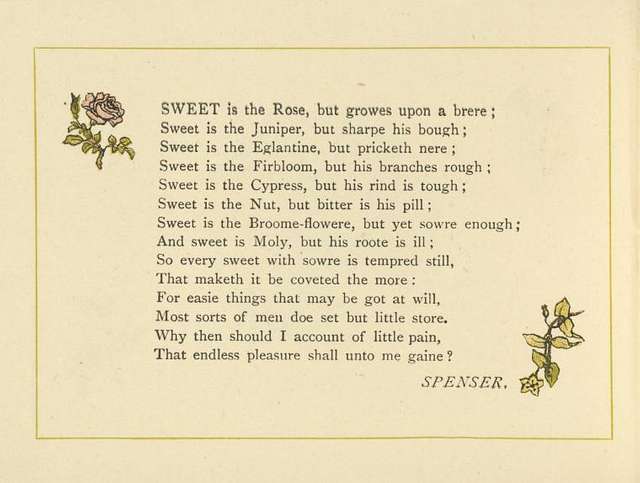 SWEET is the Rose, but growes upon a brere ;
Sweet is the Juniper, but sharpe his bough ;
Sweet is the Eglantine, but pricketh nere ;
Sweet is the Firbloom, but his branches rough ;
Sweet is the Cypress, but his rind is tough ;
Sweet is the Nut, but bitter is his pill ;
Sweet is the Broome-flowere, but yet sowre enough ;
And sweet is Moly, but his roote is ill ;
So every sweet with sowre is tempred still,
That maketh it be coveted the more :
For easie things that may be got at will,
Most sorts of men doe set but little store.
Why then should I account of little pain,
That endless pleasure shall unto me gaine ?
SPENSER.